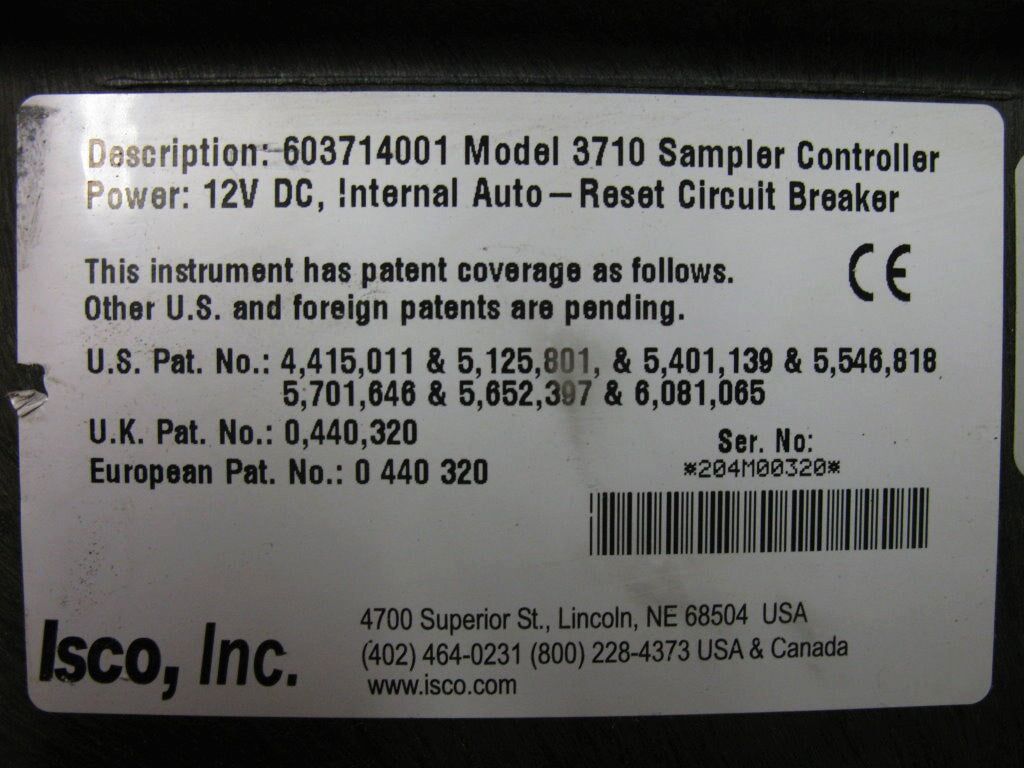 Description: 603714001 Model 3710 Sampler Controller
Power: 12V DC, Internal Auto-Reset Circuit Breaker
This instrument has patent coverage as follows.
Other U.S. and foreign patents are pending.
CE
U.S. Pat. No.: 4,415,011 & 5,125,801, & 5,401,139 & 5,546,818
5,701,646 & 5,652,397 & 6,081,065
U.K. Pat. No.: 0,440,320
European Pat. No.: 0 440 320
Ser. No:
*204M00320*
Isco, Inc.
4700 Superior St., Lincoln, NE 68504 USA
(402) 464-0231 (800) 228-4373 USA & Canada
www.isco.com